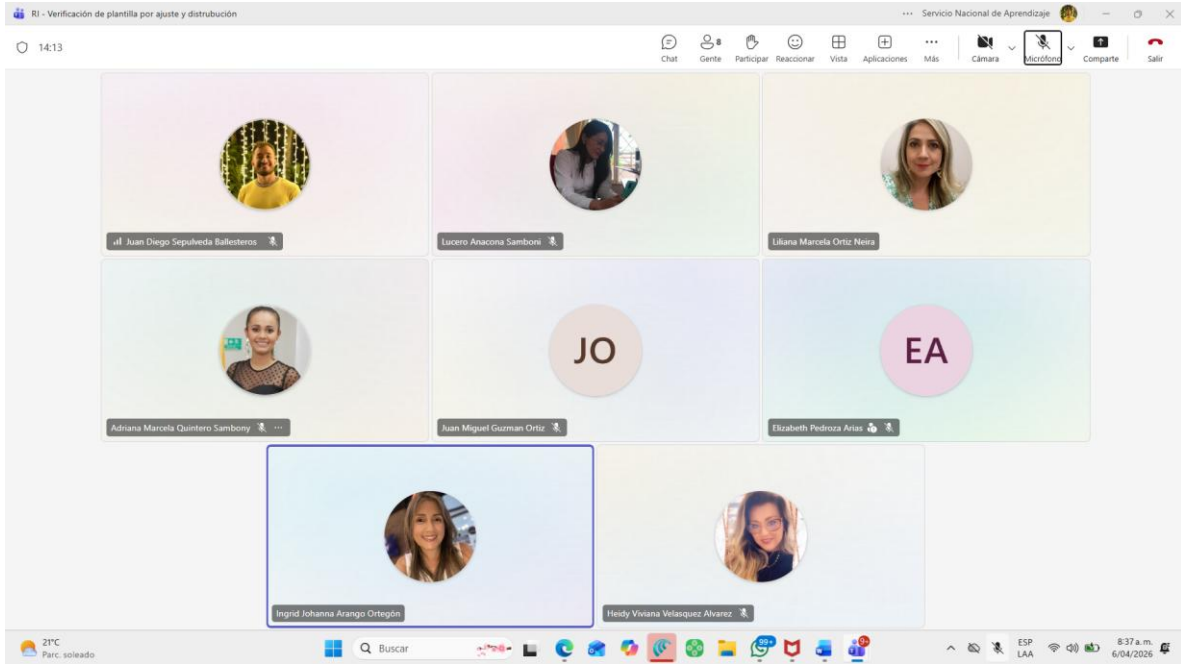 RI - Verificación de plantilla por ajuste y distrubución
Servicio Nacional de Aprendizaje
14:13
8
Chat Gente Participar Reaccionar Vista Aplicaciones Más Cámara Micrófono Comparte Salir
Juan Diego Sepulveda Ballesteros
Lucero Anacona Samboni
Liliana Marcela Ortiz Neira
JO
EA
Adriana Marcela Quintero Sambony
Juan Miguel Guzman Ortiz
Elizabeth Pedroza Arias
Ingrid Johanna Arango Ortegón
Heidy Viviana Velasquez Alvarez
21°C
Parc. soleado
Buscar
99+
9+
ESP
LAA
8:37 a. m.
6/04/2026